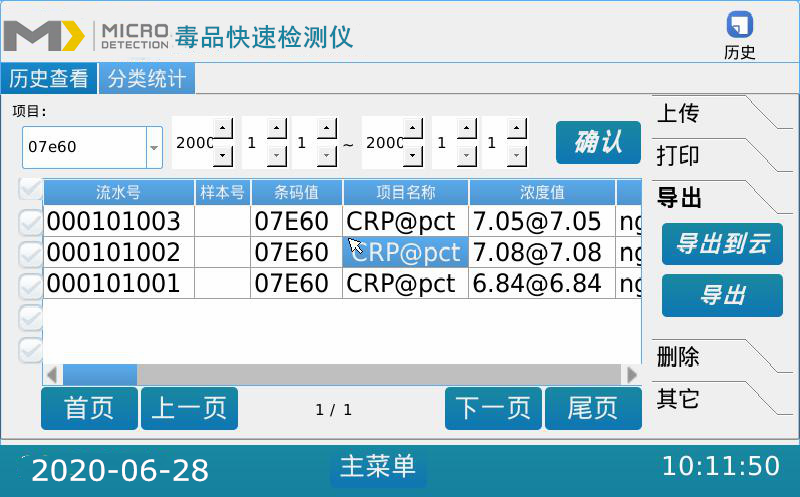 MD MICRO DETECTION 毒品快速检测仪
历史
历史查看 分类统计
项目:
07e60 2000 1 1 ~ 2000 1 1 确认
上传
打印
导出
导出到云
导出
删除
其它
流水号 样本号 条码值 项目名称 浓度值
000101003 07E60 CRP@pct 7.05@7.05 ng
000101002 07E60 CRP@pct 7.08@7.08 ng
000101001 07E60 CRP@pct 6.84@6.84 ng
首页 上一页 1 / 1 下一页 尾页
2020-06-28 主菜单 10:11:50